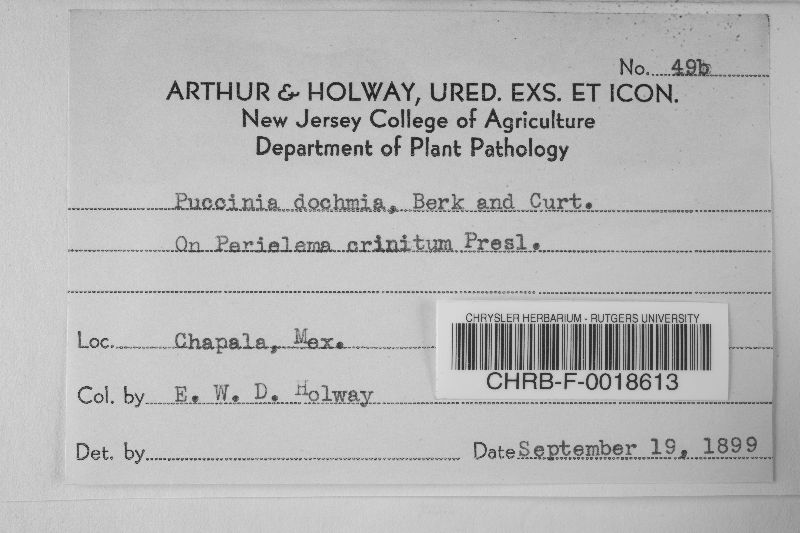 No. 49b
ARTHUR & HOLWAY, URED. EXS. ET ICON.
New Jersey College of Agriculture
Department of Plant Pathology
Puccinia dochmia, Berk and Curt.
On Perielema crinitum Presl.
Loc. Chapala, Mex.
CHRYSLER HERBARIUM - RUTGERS UNIVERSITY
CHRB-F-0018613
Col. by E. W. D. Holway
Det. by
Date September 19, 1899